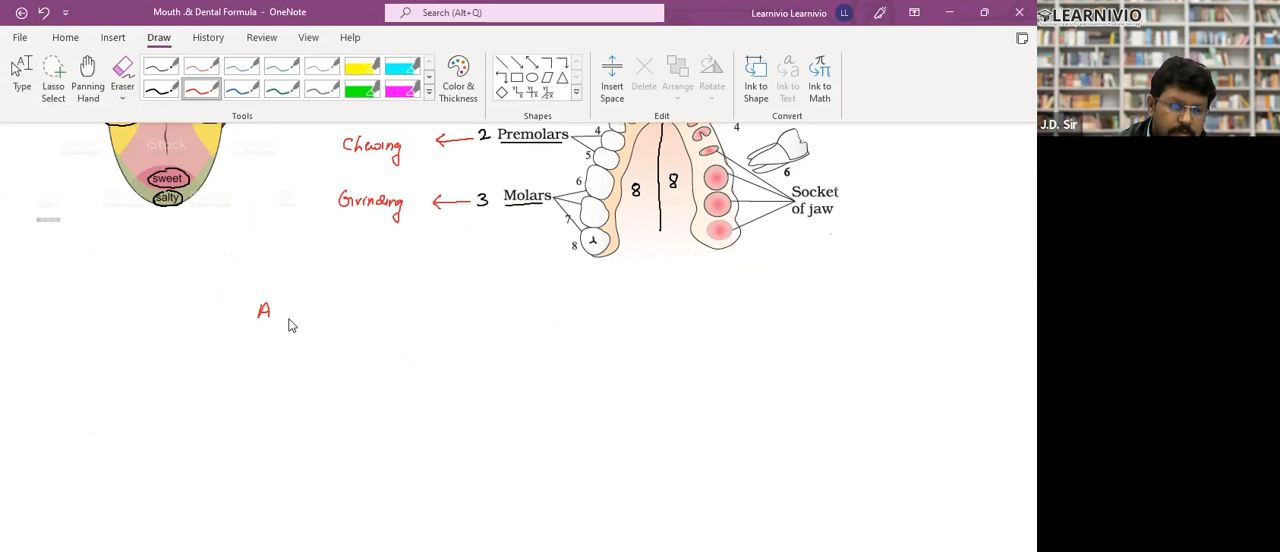 Mouth .& Dental Formula - OneNote
Search (Alt+Q)
Learnivio Learnivio
LL
LEARNIVIO
File Home Insert Draw History Review View Help
Type
Lasso Select
Panning Hand
Eraser
Color & Thickness
Insert Space
Delete
Arrange
Rotate
Ink to Shape
Ink to Text
Ink to Math
Tools
Shapes
Edit
Convert
J.D. Sir
iStock
sweet
salty
Chewing ← 2 Premolars
Grinding ← 3 Molars
4
5
6
7
8
8 8
4
6
Socket
of jaw
A